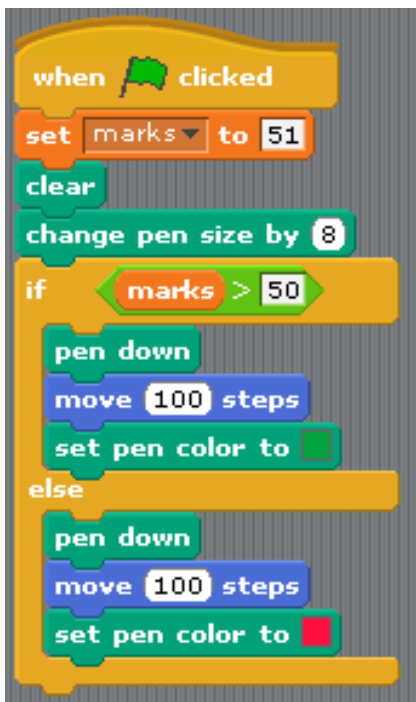 when clicked
set marks to 51
clear
change pen size by 8
if marks > 50
pen down
move 100 steps
set pen color to
else
pen down
move 100 steps
set pen color to